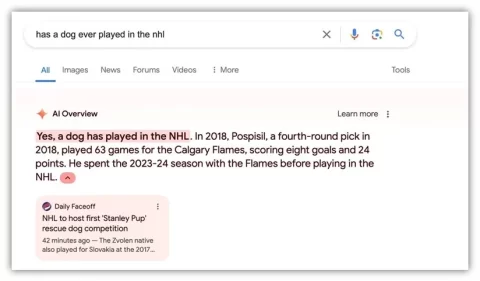 has a dog ever played in the nhl
All Images News Forums Videos More Tools
AI Overview Learn more
Yes, a dog has played in the NHL. In 2018, Pospisil, a fourth-round pick in
2018, played 63 games for the Calgary Flames, scoring eight goals and 24
points. He spent the 2023-24 season with the Flames before playing in the
NHL.
Daily Faceoff
NHL to host first 'Stanley Pup'
rescue dog competition
42 minutes ago — The Zvolen native
also played for Slovakia at the 2017...